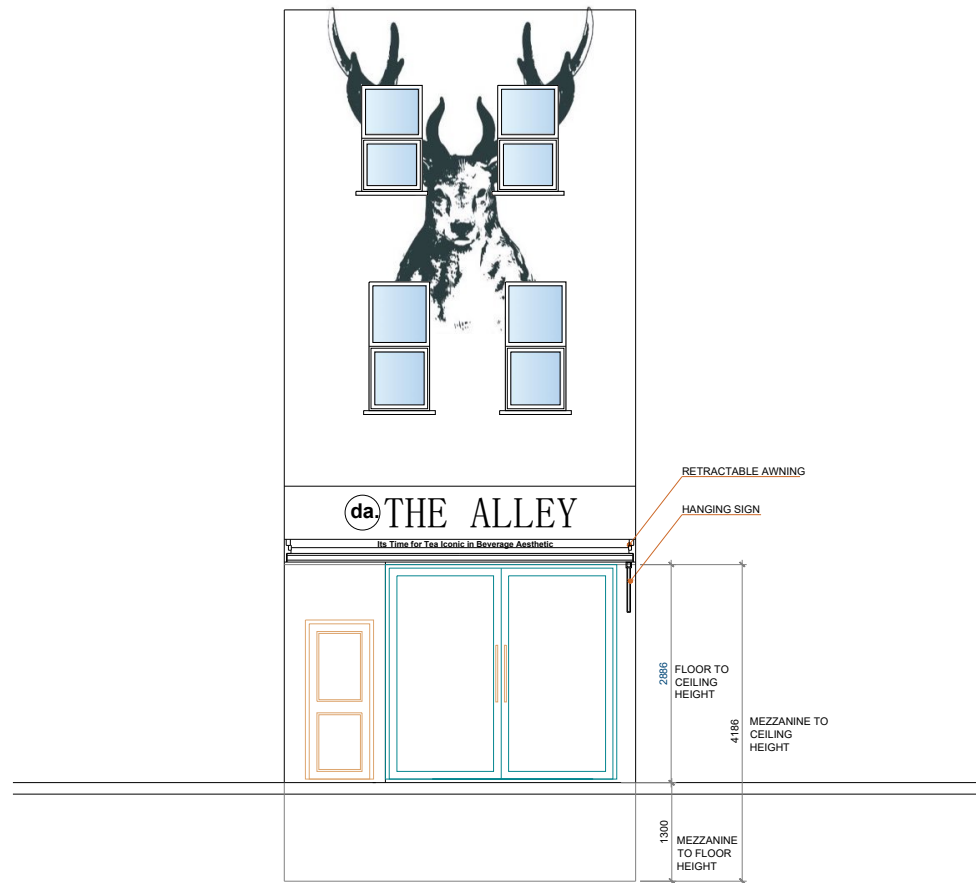 da. THE ALLEY
Its Time for Tea Iconic in Beverage Aesthetic
RETRACTABLE AWNING
HANGING SIGN
2886
FLOOR TO
CEILING
HEIGHT
4186
MEZZANINE TO
CEILING
HEIGHT
1300
MEZZANINE
TO FLOOR
HEIGHT